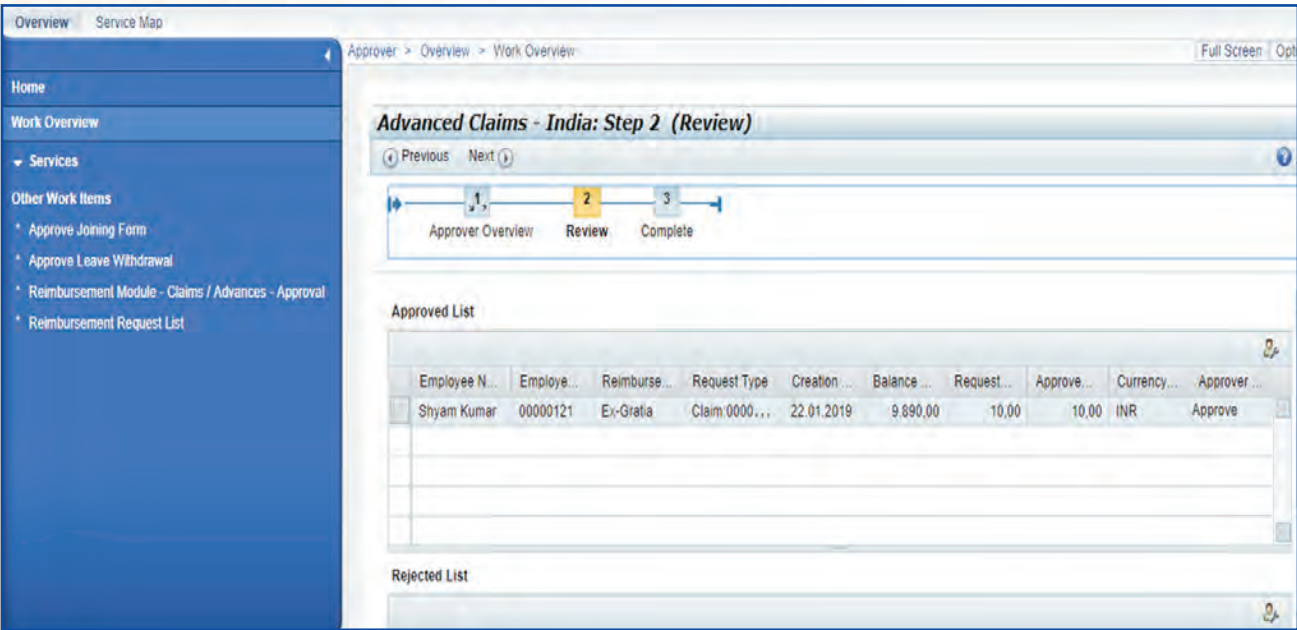 Overview Service Map
Approver > Overview > Work Overview
Full Screen Opt
Home
Work Overview
Services
Other Work Items
* Approve Joining Form
* Approve Leave Withdrawal
* Reimbursement Module - Claims / Advances - Approval
* Reimbursement Request List
Advanced Claims - India: Step 2 (Review)
Previous Next
1 2 3
Approver Overview Review Complete
Approved List
Employee N... Employe... Reimburse... Request Type Creation ... Balance ... Request... Approve... Currency... Approver ...
Shyam Kumar 00000121 Ex-Gratia Claim:0000... 22.01.2019 9.890,00 10,00 10,00 INR Approve
Rejected List